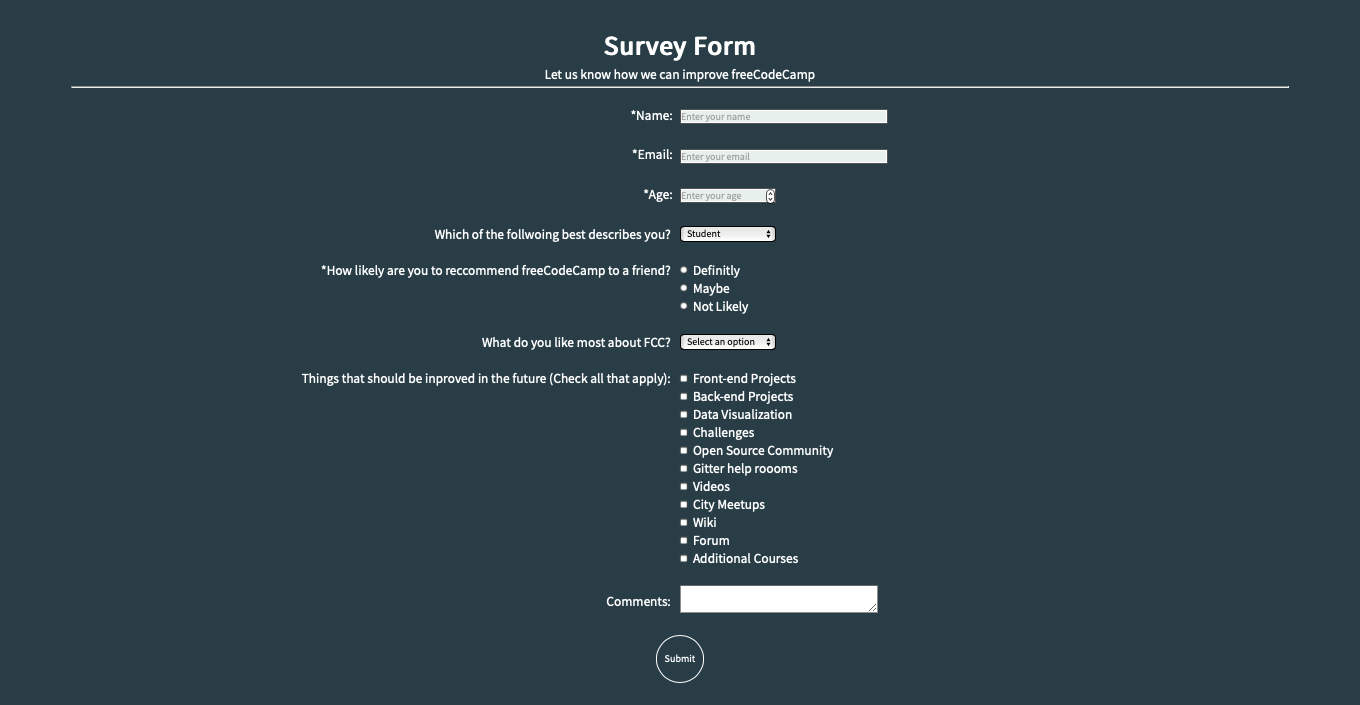 Survey Form
Let us know how we can improve freeCodeCamp
*Name: Enter your name
*Email: Enter your email
*Age: Enter your age
Which of the follwoing best describes you? Student
*How likely are you to reccommend freeCodeCamp to a friend? Definitly
Maybe
Not Likely
What do you like most about FCC? Select an option
Things that should be inproved in the future (Check all that apply): Front-end Projects
Back-end Projects
Data Visualization
Challenges
Open Source Community
Gitter help roooms
Videos
City Meetups
Wiki
Forum
Additional Courses
Comments:
Submit